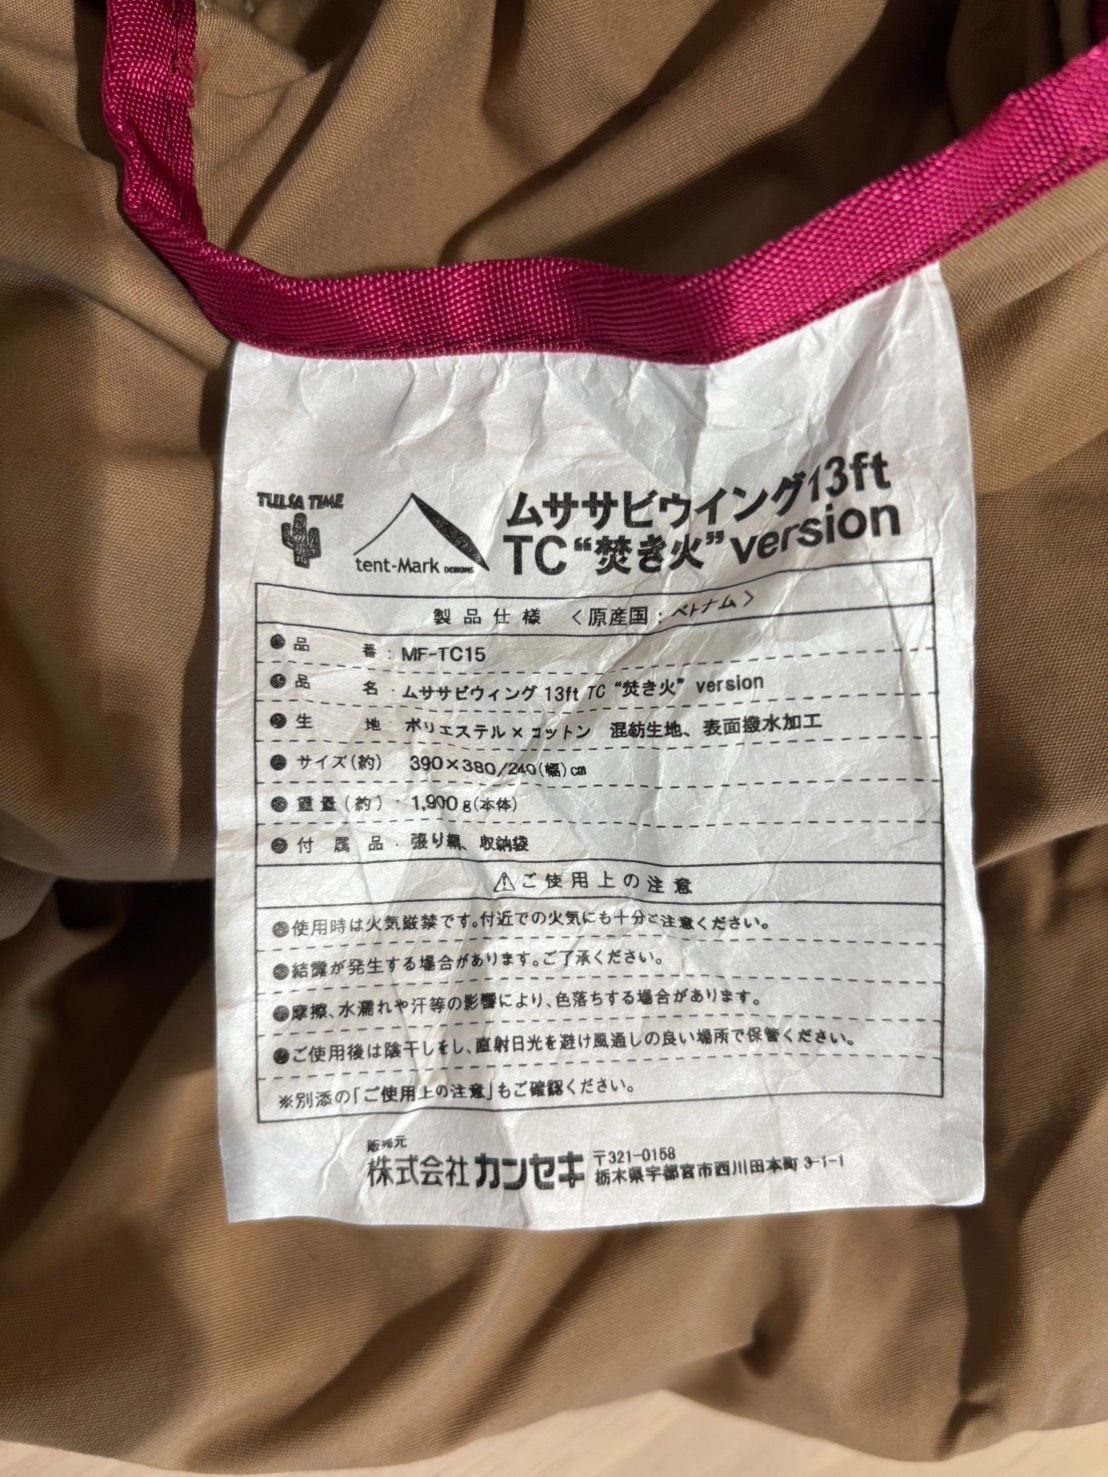 TULSA TIME
tent-Mark DESIGNS
ムササビウイング13ft
TC“焚き火”version
製品仕様 〈原産国：ベトナム〉
●品番：MF-TC15
●品名：ムササビウィング 13ft TC “焚き火” version
●生地：ポリエステル×コットン 混紡生地、表面撥水加工
●サイズ(約) 390×380/240(幅)cm
●重量(約)：1,900g(本体)
●付属品：張り綱、収納袋
⚠ご使用上の注意
●使用時は火気厳禁です。付近での火気にも十分ご注意ください。
●結露が発生する場合があります。ご了承ください。
●摩擦、水濡れや汗等の影響により、色落ちする場合があります。
●ご使用後は陰干しをし、直射日光を避け風通しの良い場所で保管ください。
※別添の「ご使用上の注意」もご確認ください。
販売元
株式会社カンセキ 〒321-0158
栃木県宇都宮市西川田本町 3-1-1